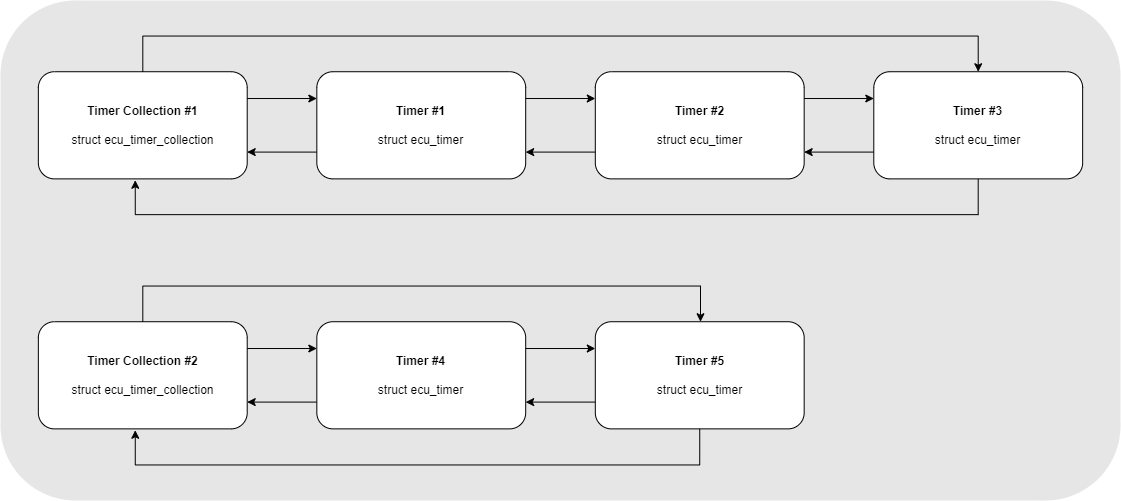 Timer Collection #1
struct ecu_timer_collection
Timer #1
struct ecu_timer
Timer #2
struct ecu_timer
Timer #3
struct ecu_timer
Timer Collection #2
struct ecu_timer_collection
Timer #4
struct ecu_timer
Timer #5
struct ecu_timer